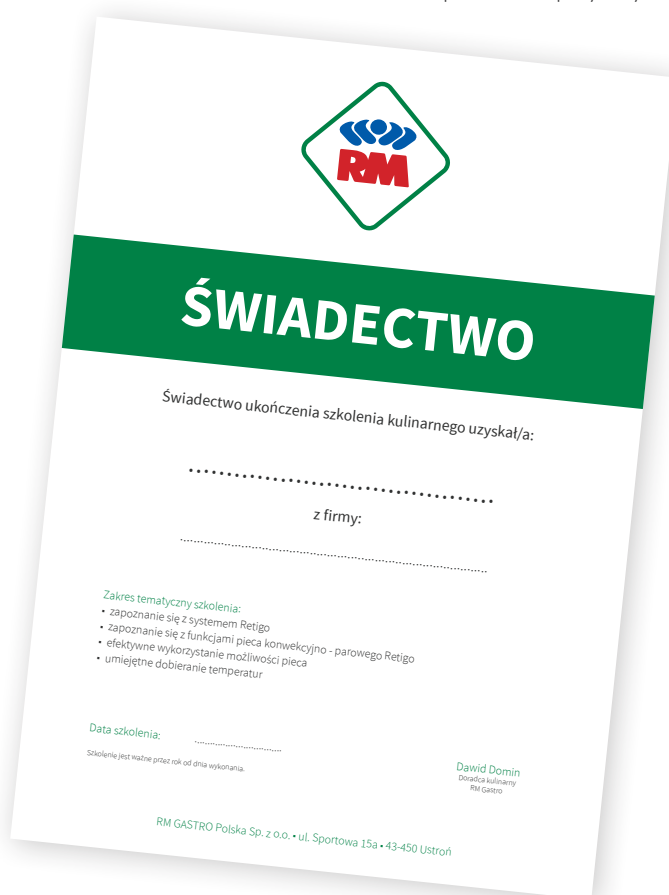 RM
ŚWIADECTWO
Świadectwo ukończenia szkolenia kulinarnego uzyskał/a:
........................................
z firmy:
................................................................................
Zakres tematyczny szkolenia:
• zapoznanie się z systemem Retigo
• zapoznanie się z funkcjami pieca konwekcyjno - parowego Retigo
• efektywne wykorzystanie możliwości pieca
• umiejętne dobieranie temperatur
Data szkolenia: ..............................
Szkolenie jest ważne przez rok od dnia wykonania.
Dawid Domin
Doradca kulinarny
RM Gastro
RM GASTRO Polska Sp. z o.o. • ul. Sportowa 15a • 43-450 Ustroń